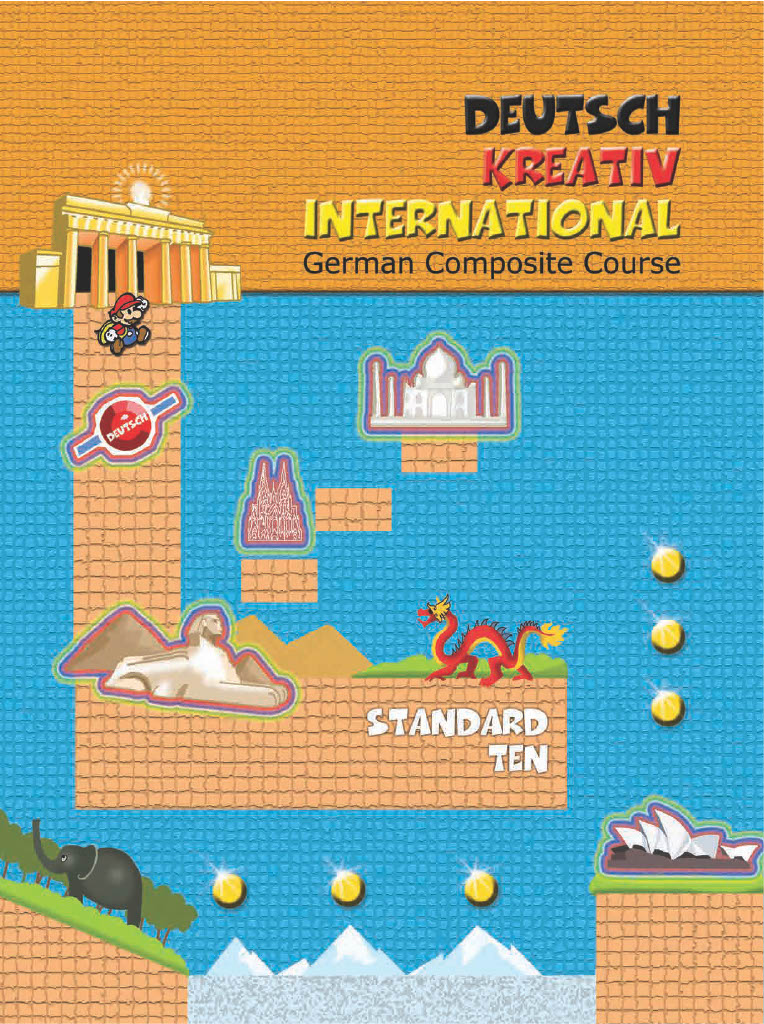 DEUTSCH
KREATIV
INTERNATIONAL
German Composite Course
DEUTSCH
STANDARD
TEN